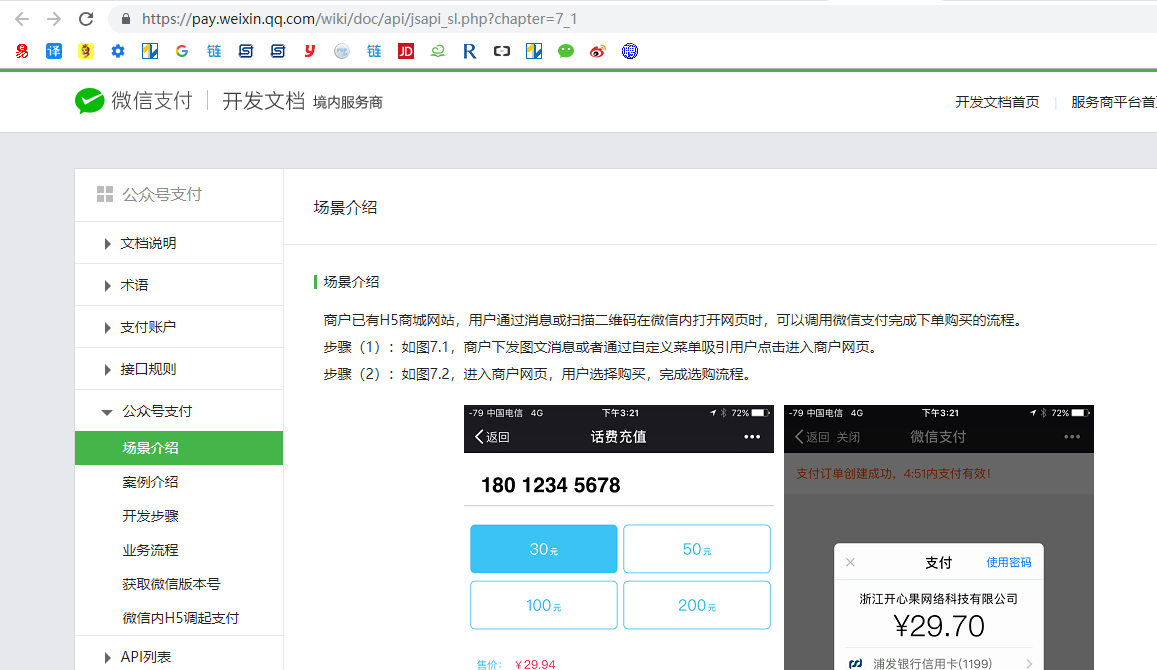 https://pay.weixin.qq.com/wiki/doc/api/jsapi_sl.php?chapter=7_1
易 译 G 链 y 链 JD R
微信支付 开发文档 境内服务商
开发文档首页 服务商平台首
公众号支付
文档说明
术语
支付账户
接口规则
公众号支付
场景介绍
案例介绍
开发步骤
业务流程
获取微信版本号
微信内H5调起支付
API列表
场景介绍
场景介绍
商户已有H5商城网站，用户通过消息或扫描二维码在微信内打开网页时，可以调用微信支付完成下单购买的流程。
步骤（1）：如图7.1，商户下发图文消息或者通过自定义菜单吸引用户点击进入商户网页。
步骤（2）：如图7.2，进入商户网页，用户选择购买，完成选购流程。
-79 中国电信 4G 下午3:21 72%
返回 话费充值 •••
180 1234 5678
30元 50元
100元 200元
售价： ￥29.94
-79 中国电信 4G 下午3:21 72%
返回 关闭 微信支付 •••
支付订单创建成功，4:51内支付有效！
支付 使用密码
浙江开心果网络科技有限公司
¥29.70
浦发银行信用卡(1199)